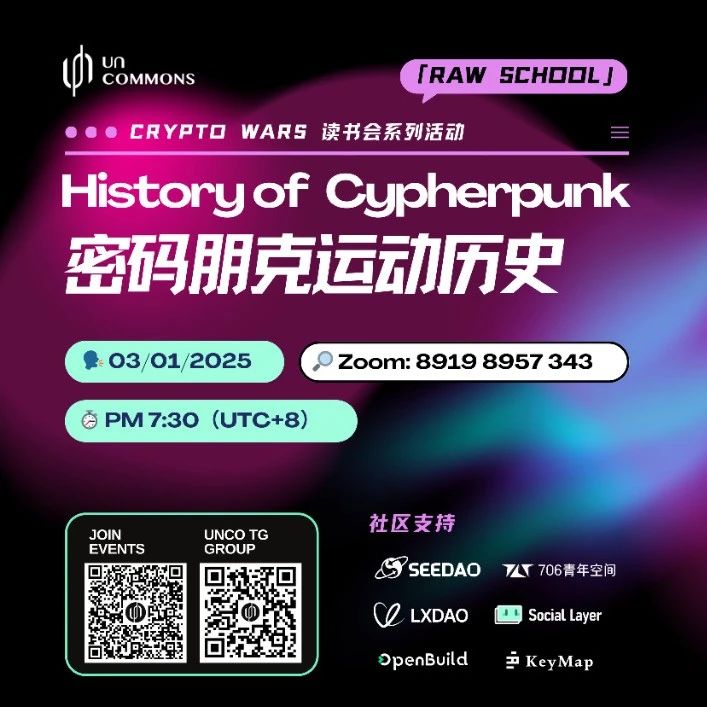 UN
COMMONS
「RAW SCHOOL」
CRYPTO WARS 读书会系列活动
History of Cypherpunk
密码朋克运动历史
03/01/2025
Zoom: 8919 8957 343
PM 7:30（UTC+8）
JOIN
EVENTS
UNCO TG
GROUP
社区支持
SEEDAO
706青年空间
LXDAO
Social Layer
OpenBuild
KeyMap